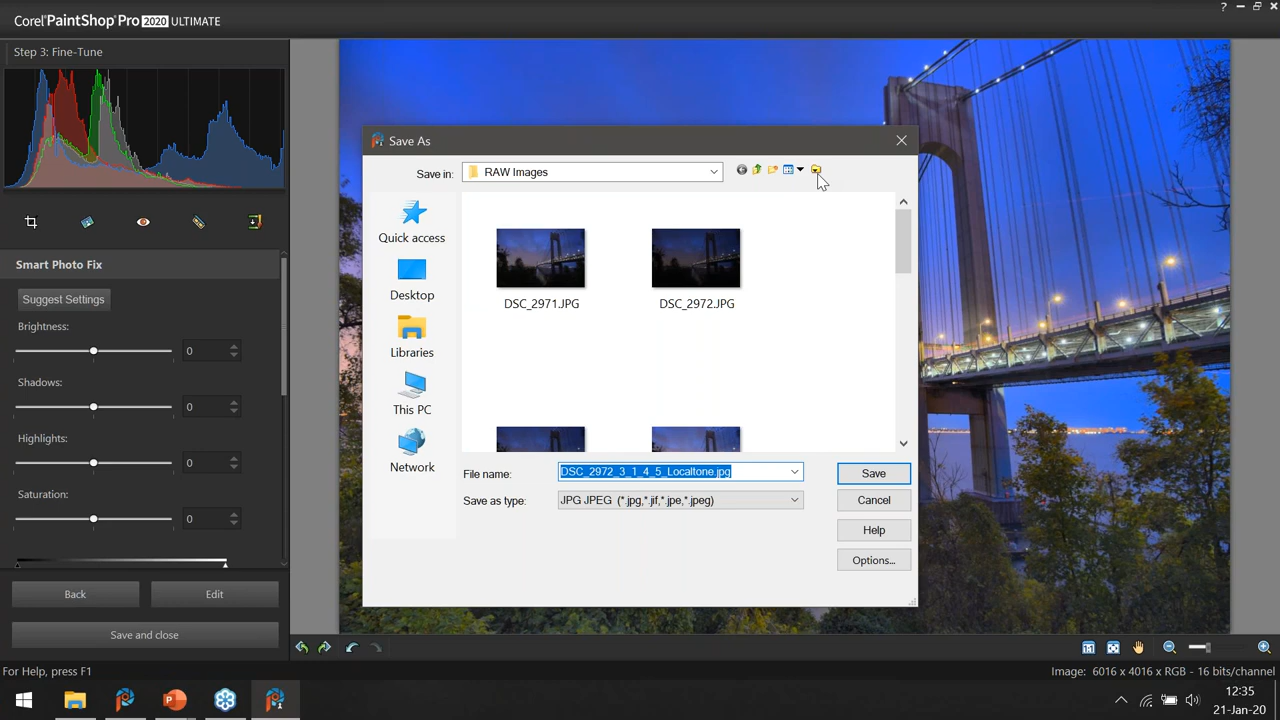 Corel PaintShop Pro 2020 ULTIMATE
?
Step 3: Fine-Tune
Smart Photo Fix
Suggest Settings
Brightness:
0
Shadows:
0
Highlights:
0
Saturation:
0
Back
Edit
Save and close
Save As
Save in:
RAW Images
Quick access
Desktop
Libraries
This PC
Network
DSC_2971.JPG
DSC_2972.JPG
File name:
DSC_2972_3_1_4_5_Localtone.jpg
Save
Save as type:
JPG JPEG (*.jpg,*.jif,*.jpe,*.jpeg)
Cancel
Help
Options...
1:1
For Help, press F1
Image: 6016 x 4016 x RGB - 16 bits/channel
12:35
21-Jan-20